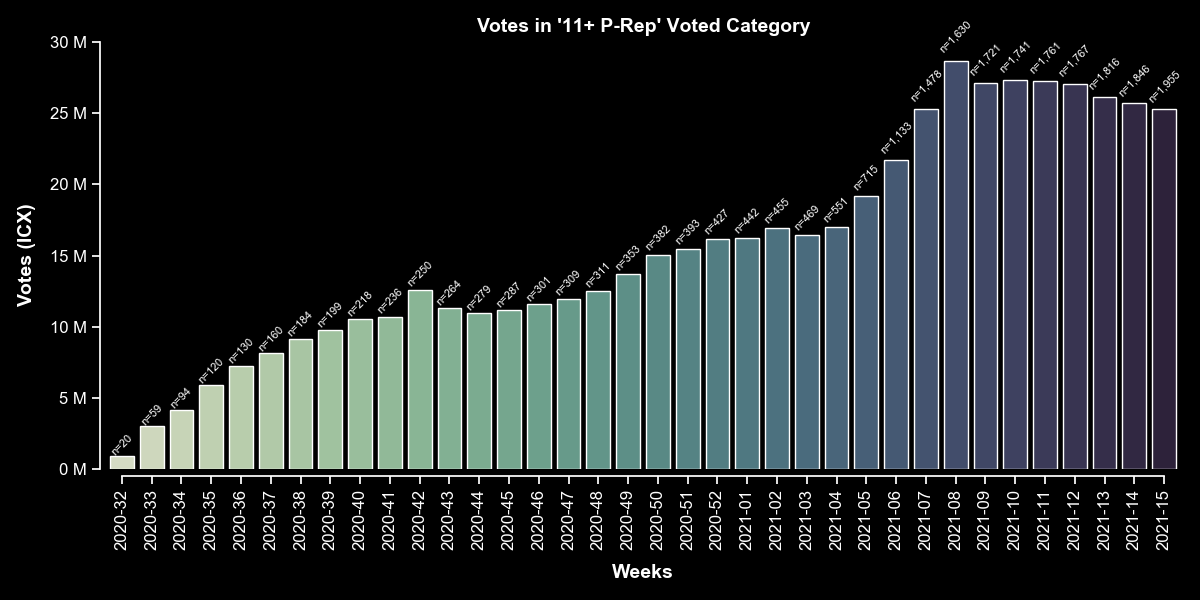 Votes in '11+ P-Rep' Voted Category
Votes (ICX)
30 M
25 M
20 M
15 M
10 M
5 M
0 M
n=20
n=59
n=94
n=120
n=130
n=160
n=184
n=199
n=218
n=236
n=250
n=264
n=279
n=287
n=301
n=309
n=311
n=353
n=382
n=393
n=427
n=442
n=455
n=469
n=551
n=715
n=1,133
n=1,478
n=1,630
n=1,721
n=1,741
n=1,761
n=1,767
n=1,816
n=1,846
n=1,955
2020-32
2020-33
2020-34
2020-35
2020-36
2020-37
2020-38
2020-39
2020-40
2020-41
2020-42
2020-43
2020-44
2020-45
2020-46
2020-47
2020-48
2020-49
2020-50
2020-51
2020-52
2021-01
2021-02
2021-03
2021-04
2021-05
2021-06
2021-07
2021-08
2021-09
2021-10
2021-11
2021-12
2021-13
2021-14
2021-15
Weeks